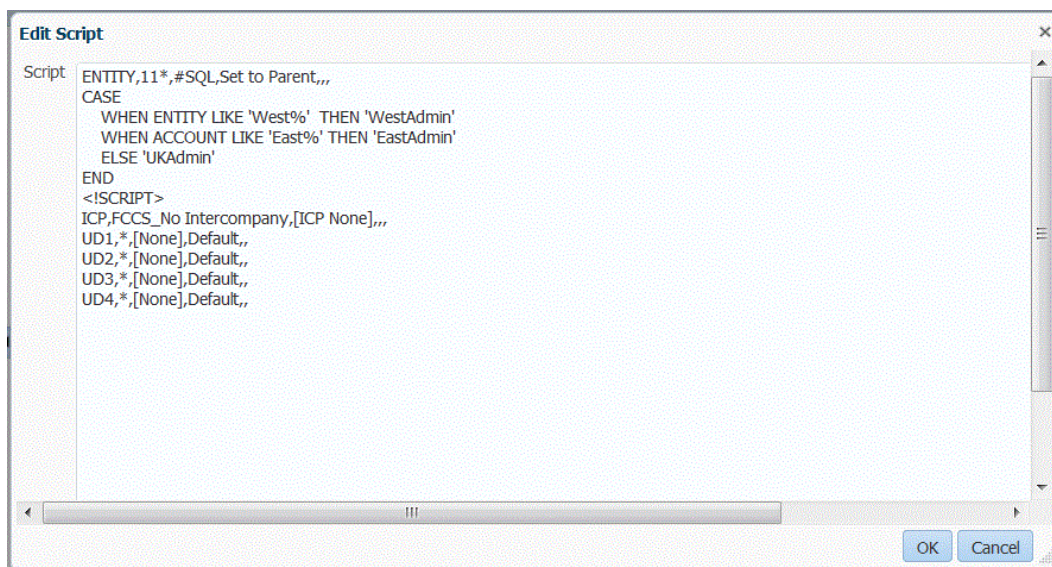 Edit Script
Script
ENTITY,11*,#SQL,Set to Parent,,,
CASE
WHEN ENTITY LIKE 'West%'  THEN 'WestAdmin'
WHEN ACCOUNT LIKE 'East%' THEN 'EastAdmin'
ELSE 'UKAdmin'
END
<!SCRIPT>
ICP,FCCS_No Intercompany,[ICP None],,,
UD1,*,[None],Default,,
UD2,*,[None],Default,,
UD3,*,[None],Default,,
UD4,*,[None],Default,,
OK Cancel